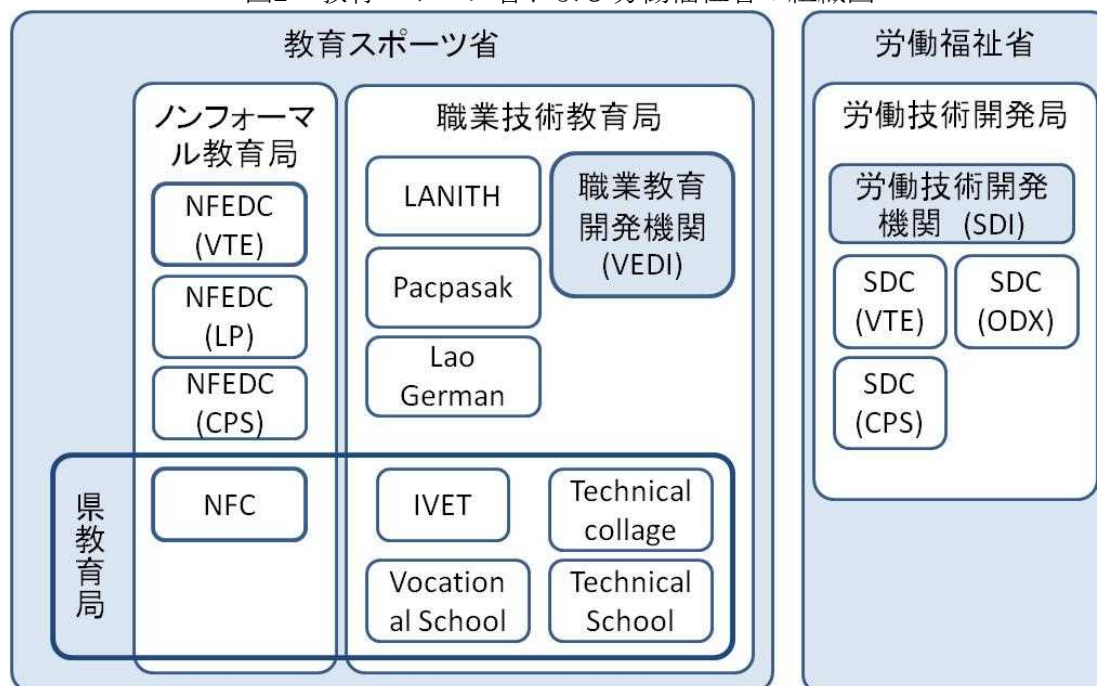 教育スポーツ省
労働福祉省
ノンフォーマ
ル教育局
NFEDC
(VTE)
NFEDC
(LP)
NFEDC
(CPS)
職業技術教育局
LANITH
Pacpasak
Lao
German
職業教育
開発機関
(VEDI)
労働技術開発局
労働技術開発
機関 (SDI)
SDC
(VTE)
SDC
(ODX)
SDC
(CPS)
県教育局
NFC
IVET
Technical
collage
Vocation
al School
Technical
School